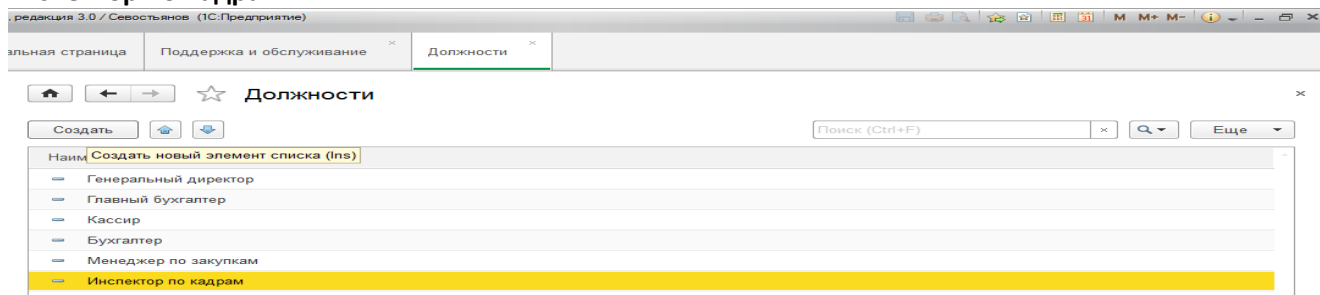 , редакция 3.0 / Севостьянов (1С:Предприятие) M M+ M-
альная страница Поддержка и обслуживание Должности
Должности
Создать Поиск (Ctrl+F) Еще
Наим Создать новый элемент списка (Ins)
Генеральный директор
Главный бухгалтер
Кассир
Бухгалтер
Менеджер по закупкам
Инспектор по кадрам